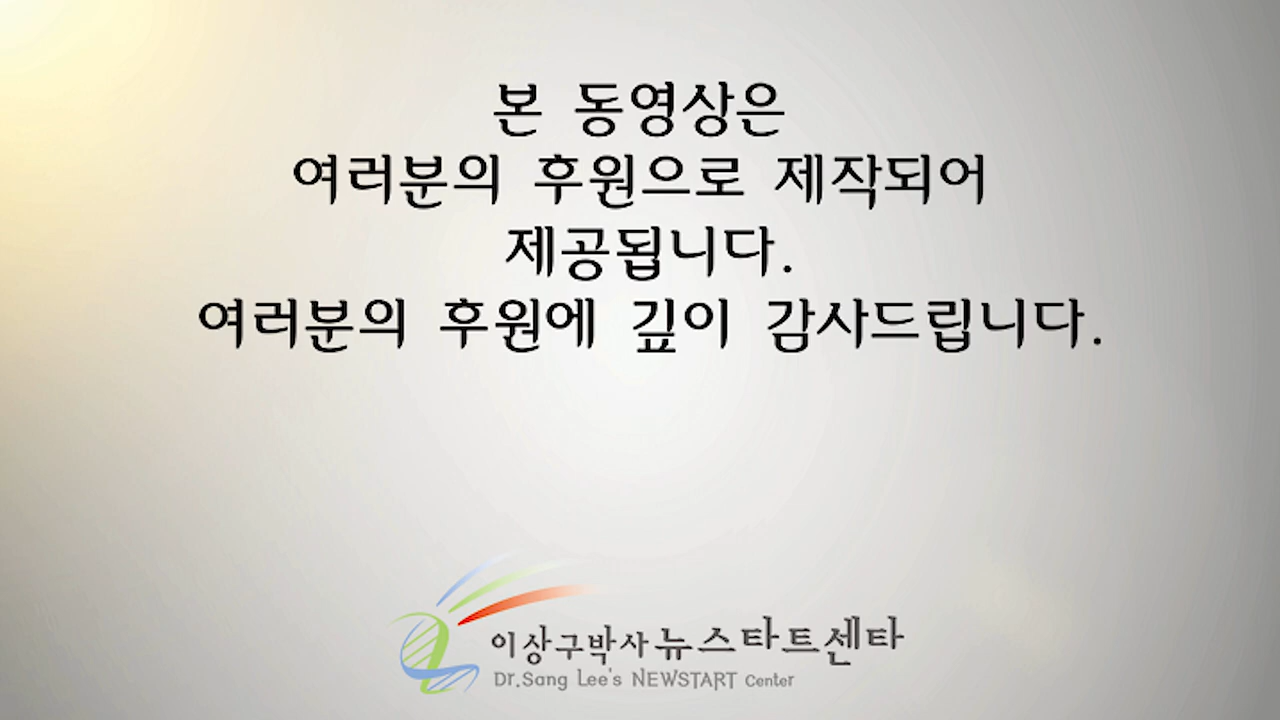 본 동영상은
여러분의 후원으로 제작되어
제공됩니다.
여러분의 후원에 깊이 감사드립니다.
이상구박사 뉴스타트센타
Dr.Sang Lee's NEWSTART Center